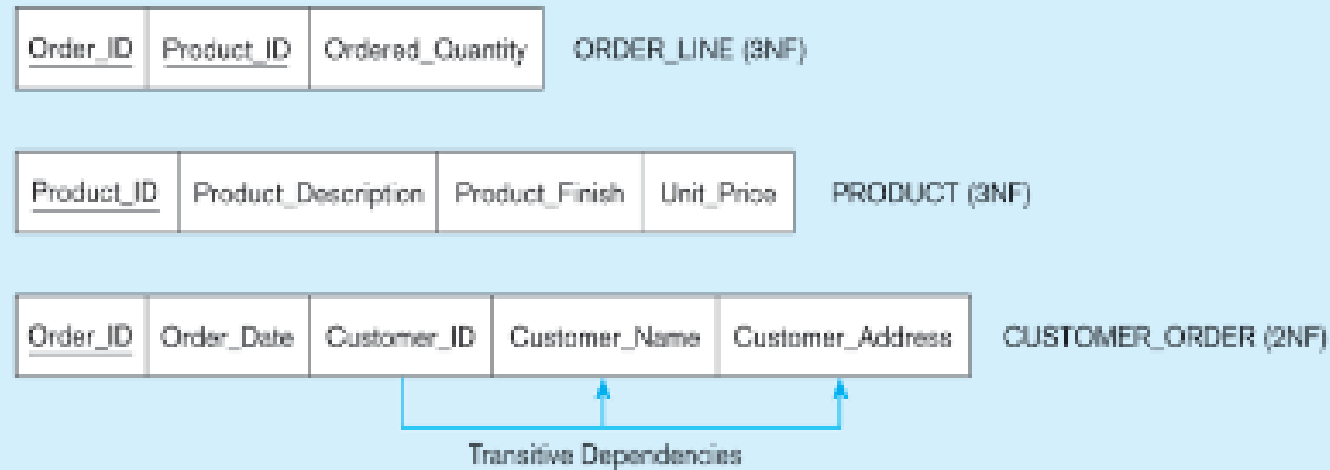 Order_ID Product_ID Ordered_Quantity ORDER_LINE (3NF)
Product_ID Product_Description Product_Finish Unit_Price PRODUCT (3NF)
Order_ID Order_Date Customer_ID Customer_Name Customer_Address CUSTOMER_ORDER (2NF)
Transitive Dependencies